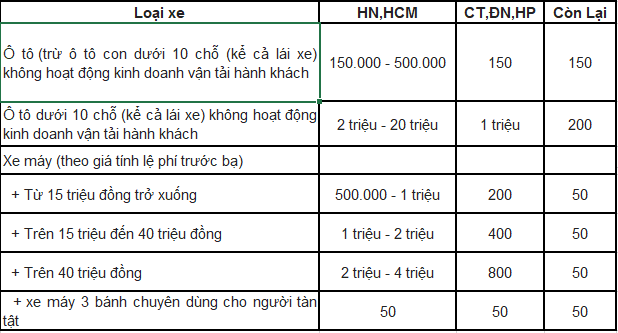 Loại xe HN,HCM CT,ĐN,HP Còn Lại
Ô tô (trừ ô tô con dưới 10 chỗ (kể cả lái xe)
không hoạt động kinh doanh vận tải hành khách
150.000 - 500.000 150 150
Ô tô dưới 10 chỗ (kể cả lái xe) không hoạt động
kinh doanh vận tải hành khách
2 triệu - 20 triệu 1 triệu 200
Xe máy (theo giá tính lệ phí trước bạ)
+ Từ 15 triệu đồng trở xuống 500.000 - 1 triệu 200 50
+ Trên 15 triệu đến 40 triệu đồng 1 triệu - 2 triệu 400 50
+ Trên 40 triệu đồng 2 triệu - 4 triệu 800 50
+ xe máy 3 bánh chuyên dùng cho người tàn
tật
50 50 50